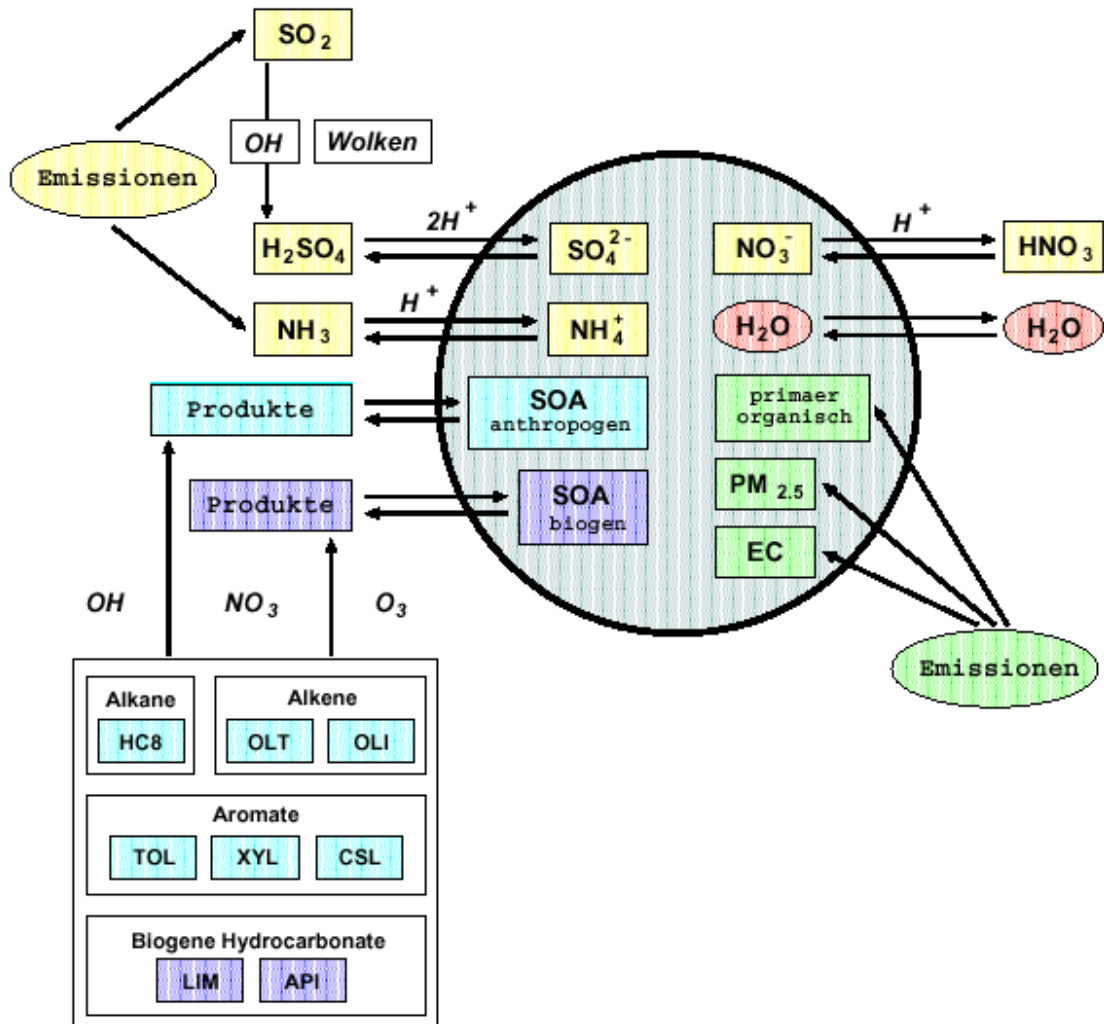 SO2
OH
Wolken
Emissionen
2H+
H+
H2SO4
SO4 2-
NO3-
HNO3
H+
NH3
NH4+
H2O
H2O
Produkte
SOA
anthropogen
primaer
organisch
Produkte
SOA
biogen
PM 2.5
EC
OH
NO3
O3
Emissionen
Alkane
HC8
Alkene
OLT
OLI
Aromate
TOL
XYL
CSL
Biogene Hydrocarbonate
LIM
API